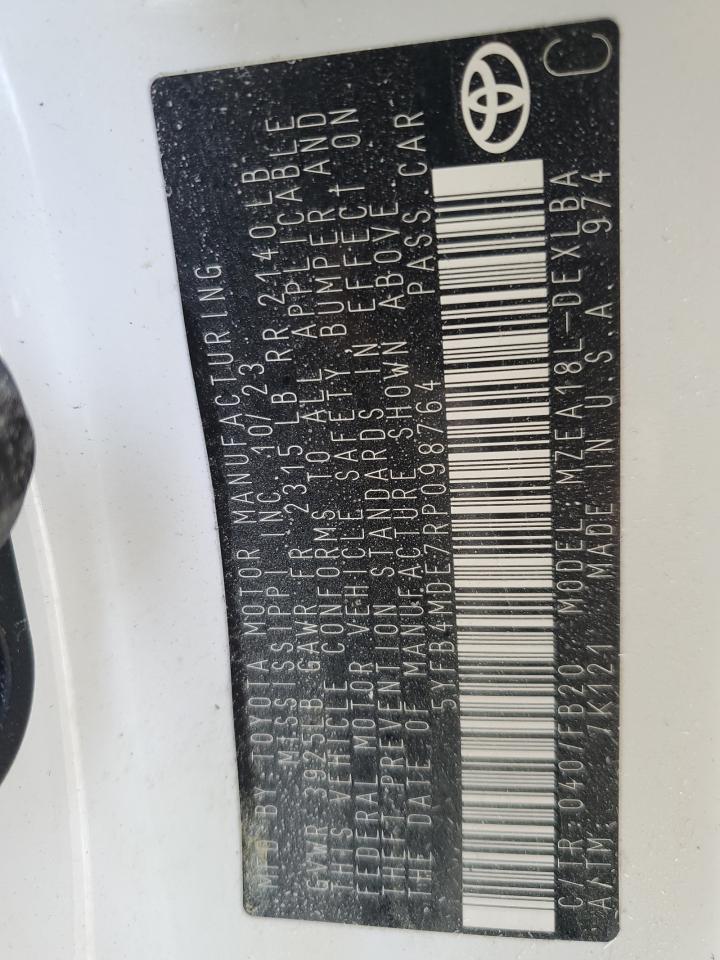 MFD BY TOYOTA MOTOR MANUFACTURING
MISSISSIPPI INC 10/23
GVWR 3925LB GAWR FR 2315 LB RR 2140 LB
THIS VEHICLE CONFORMS TO ALL APPLICABLE
FEDERAL MOTOR VEHICLE SAFETY, BUMPER AND
THEFT PREVENTION STANDARDS IN EFFECT ON
THE DATE OF MANUFACTURE SHOWN ABOVE
PASS CAR
5YFB4MDE7RP098764
C/TR 040/FB20 MODEL:MZEA18L-DEXLBA
A/TM /K121 MADE IN U.S.A. 974
C